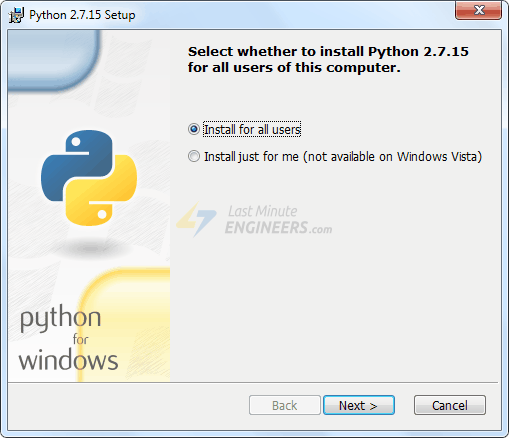 Python 2.7.15 Setup
Select whether to install Python 2.7.15
for all users of this computer.
Install for all users
Install just for me (not available on Windows Vista)
Last Minute
ENGINEERS.com
python
for
windows
Back
Next >
Cancel